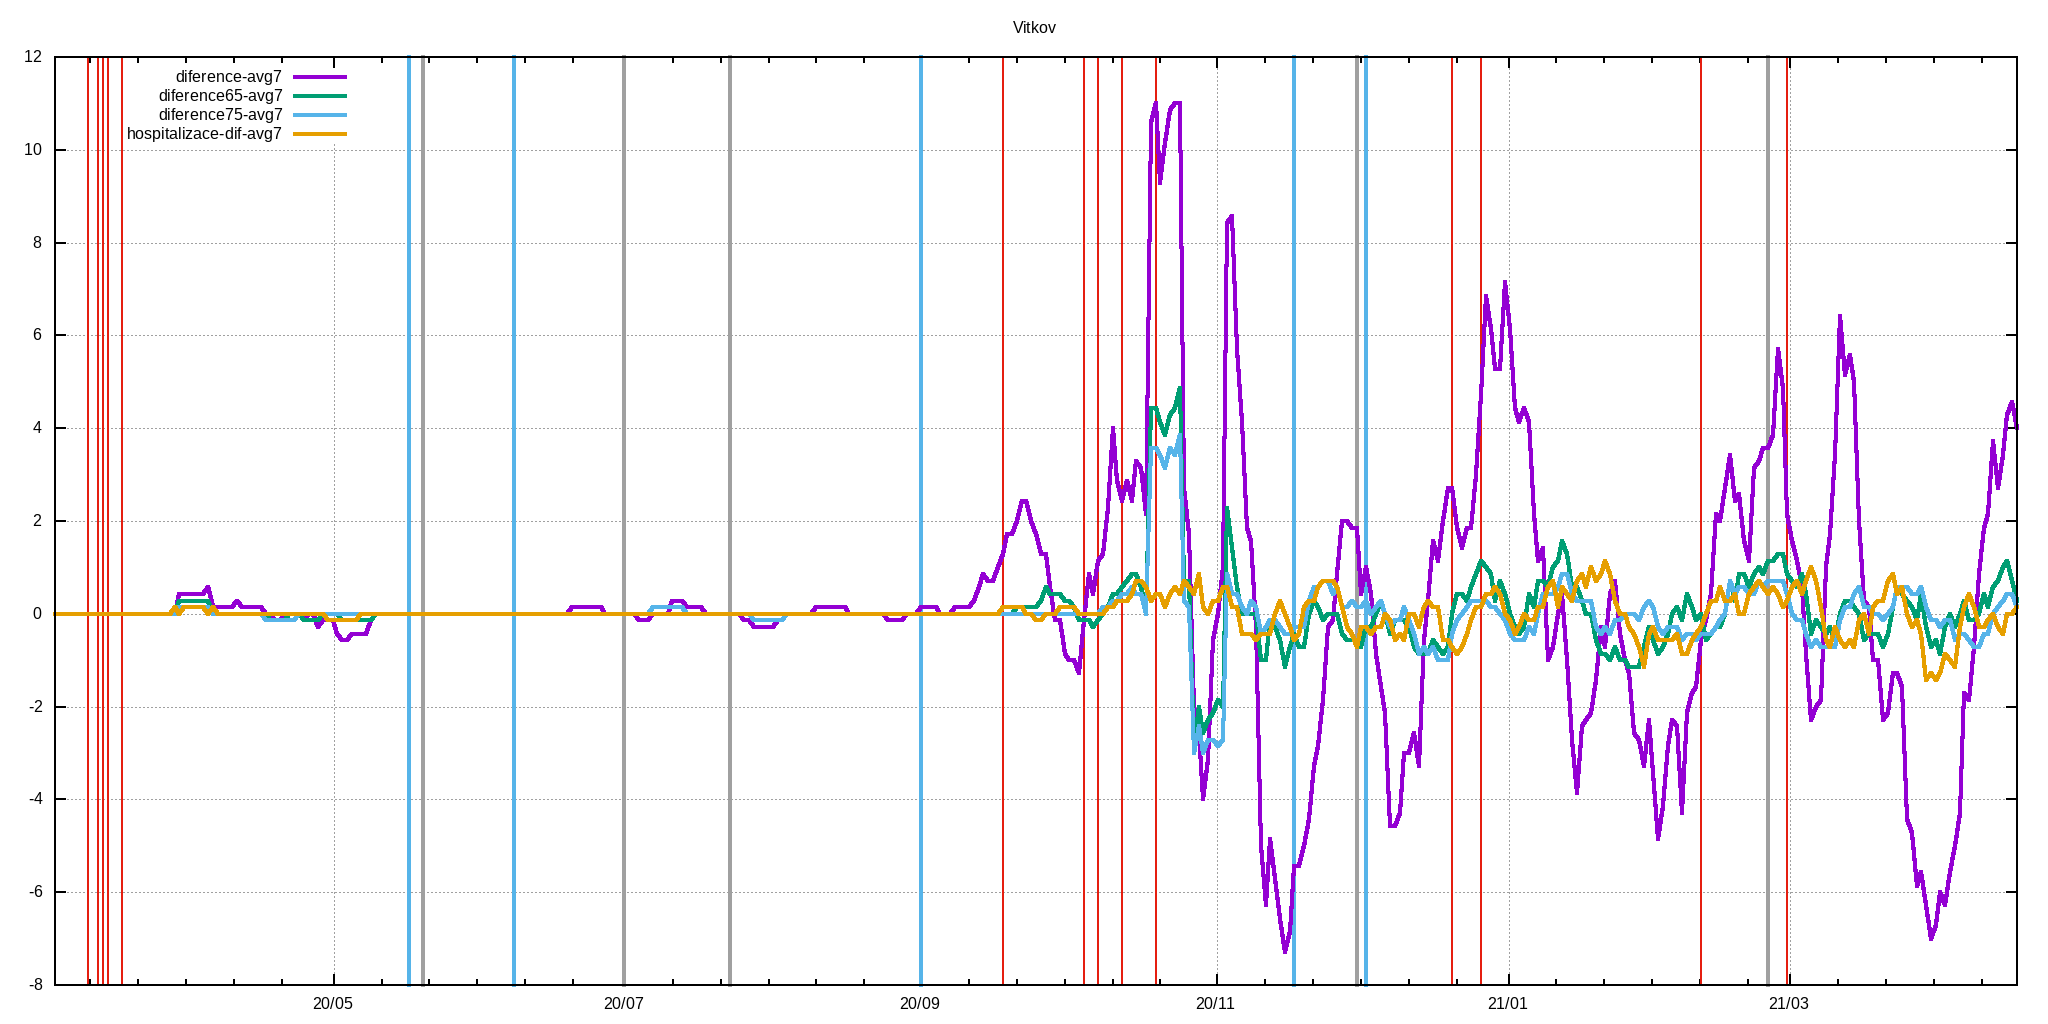 Vitkov
diference-avg7
diference65-avg7
diference75-avg7
hospitalizace-dif-avg7
12
10
8
6
4
2
0
-2
-4
-6
-8
20/05 20/07 20/09 20/11 21/01 21/03